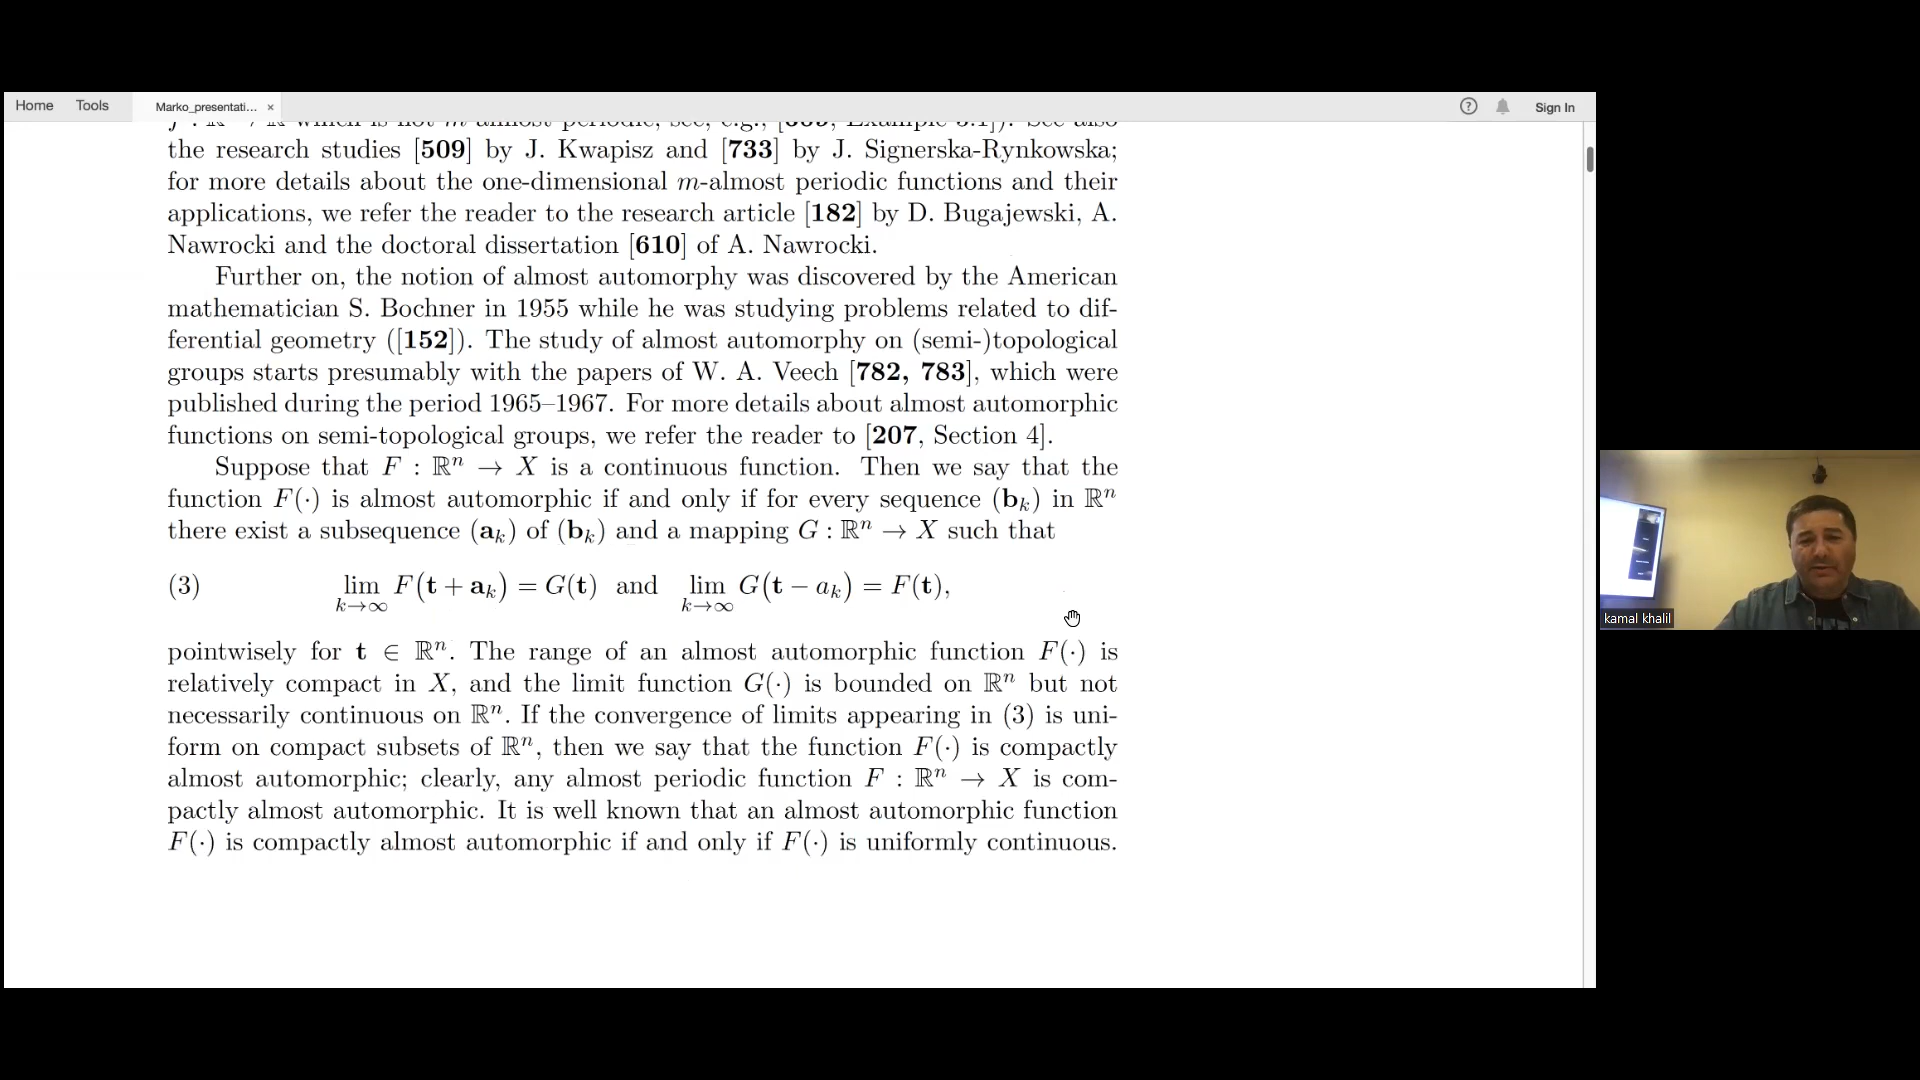 Home Tools Marko_presentati... × Sign In
the research studies [509] by J. Kwapisz and [733] by J. Signerska-Rynkowska;
for more details about the one-dimensional m-almost periodic functions and their
applications, we refer the reader to the research article [182] by D. Bugajewski, A.
Nawrocki and the doctoral dissertation [610] of A. Nawrocki.
Further on, the notion of almost automorphy was discovered by the American
mathematician S. Bochner in 1955 while he was studying problems related to dif-
ferential geometry ([152]). The study of almost automorphy on (semi-)topological
groups starts presumably with the papers of W. A. Veech [782, 783], which were
published during the period 1965–1967. For more details about almost automorphic
functions on semi-topological groups, we refer the reader to [207, Section 4].
Suppose that F : ℝⁿ → X is a continuous function. Then we say that the
function F(·) is almost automorphic if and only if for every sequence (b_k) in ℝⁿ
there exist a subsequence (a_k) of (b_k) and a mapping G : ℝⁿ → X such that
(3) lim_{k→∞} F(t + a_k) = G(t) and lim_{k→∞} G(t − a_k) = F(t),
pointwisely for t ∈ ℝⁿ. The range of an almost automorphic function F(·) is
relatively compact in X, and the limit function G(·) is bounded on ℝⁿ but not
necessarily continuous on ℝⁿ. If the convergence of limits appearing in (3) is uni-
form on compact subsets of ℝⁿ, then we say that the function F(·) is compactly
almost automorphic; clearly, any almost periodic function F : ℝⁿ → X is com-
pactly almost automorphic. It is well known that an almost automorphic function
F(·) is compactly almost automorphic if and only if F(·) is uniformly continuous.
kamal khalil